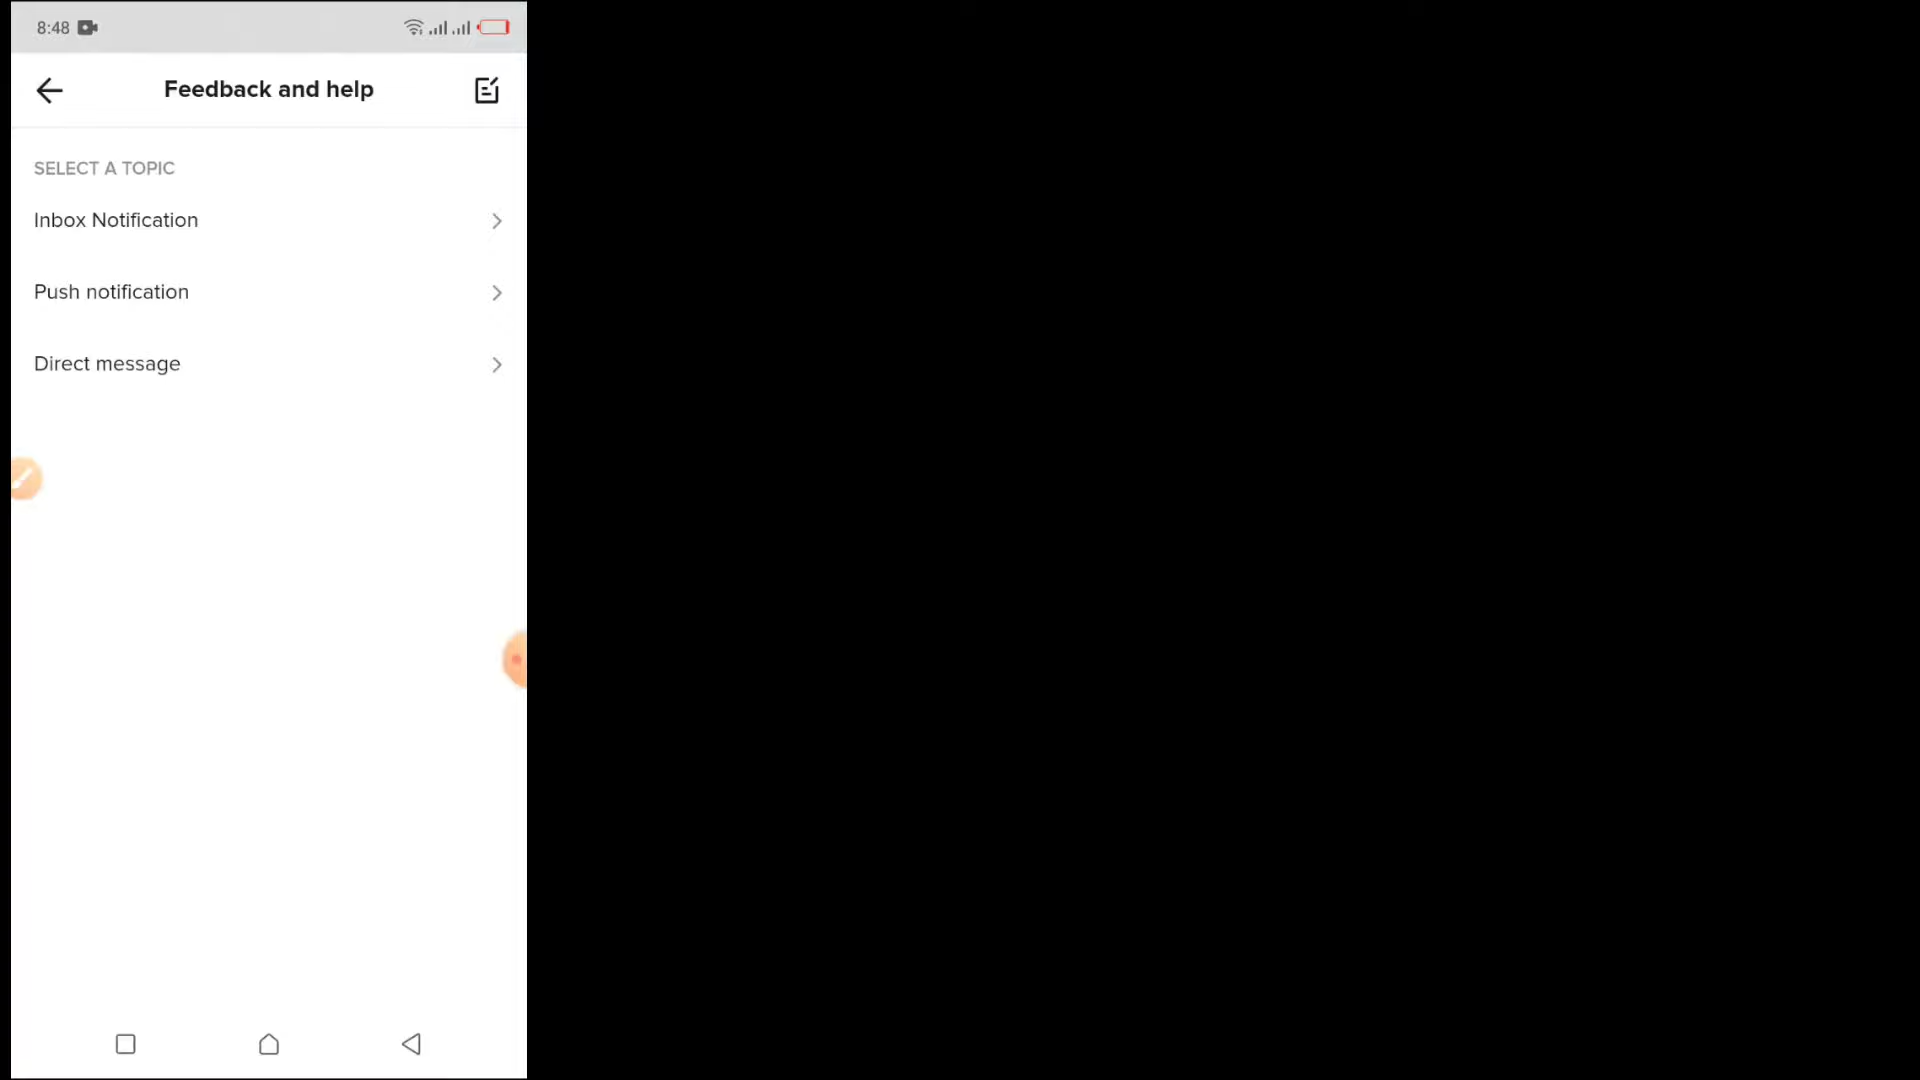 8:48
Feedback and help
SELECT A TOPIC
Inbox Notification
Push notification
Direct message